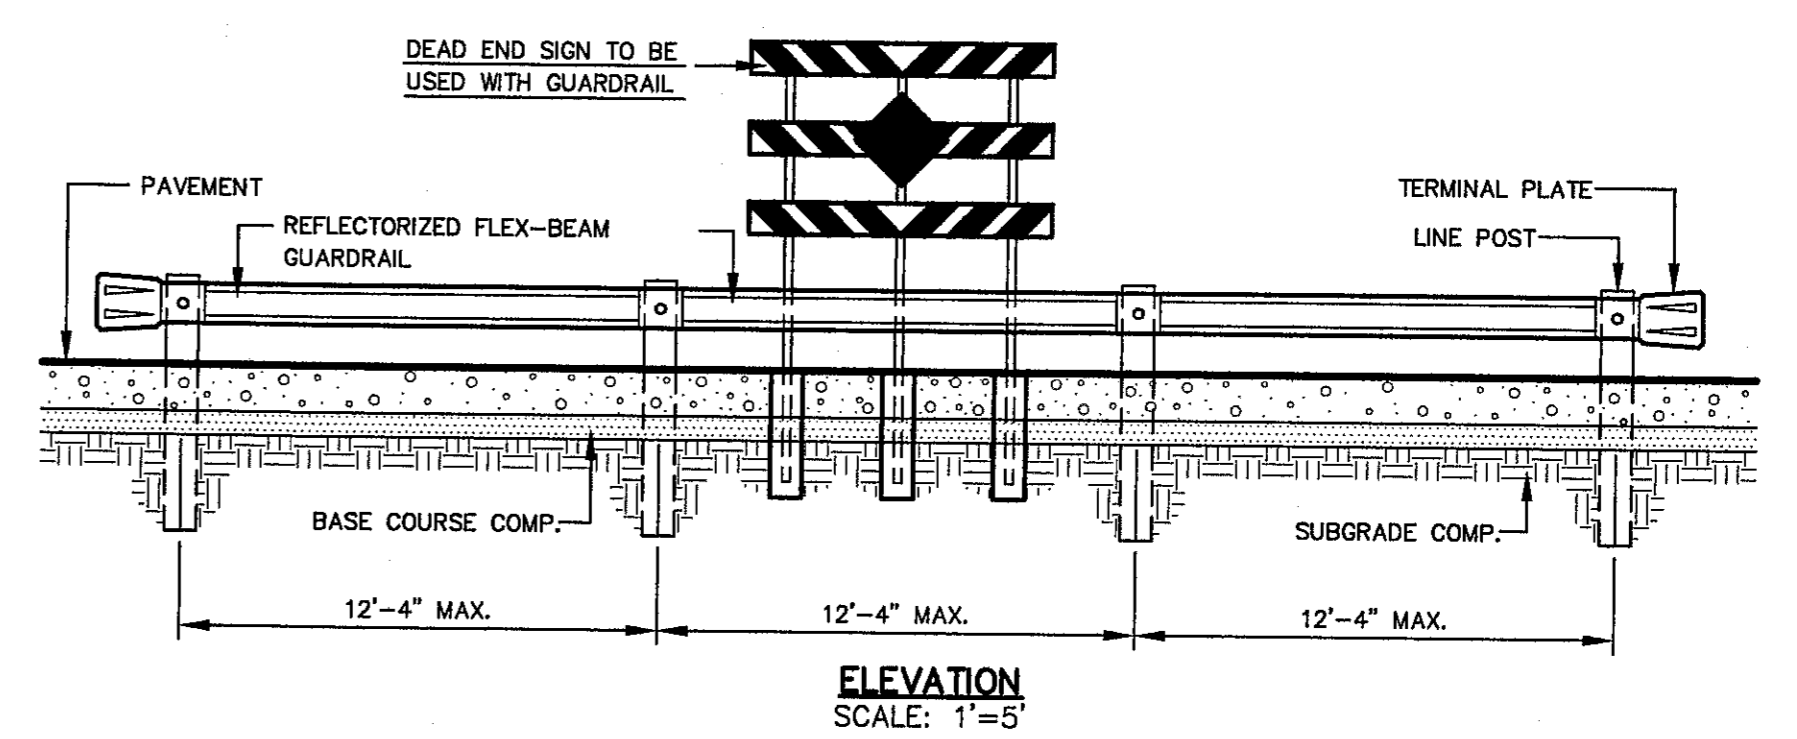 DEAD END SIGN TO BE
USED WITH GUARDRAIL
PAVEMENT
REFLECTORIZED FLEX-BEAM
GUARDRAIL
TERMINAL PLATE
LINE POST
BASE COURSE COMP.
SUBGRADE COMP.
12'-4" MAX.
12'-4" MAX.
12'-4" MAX.
ELEVATION
SCALE: 1'=5'